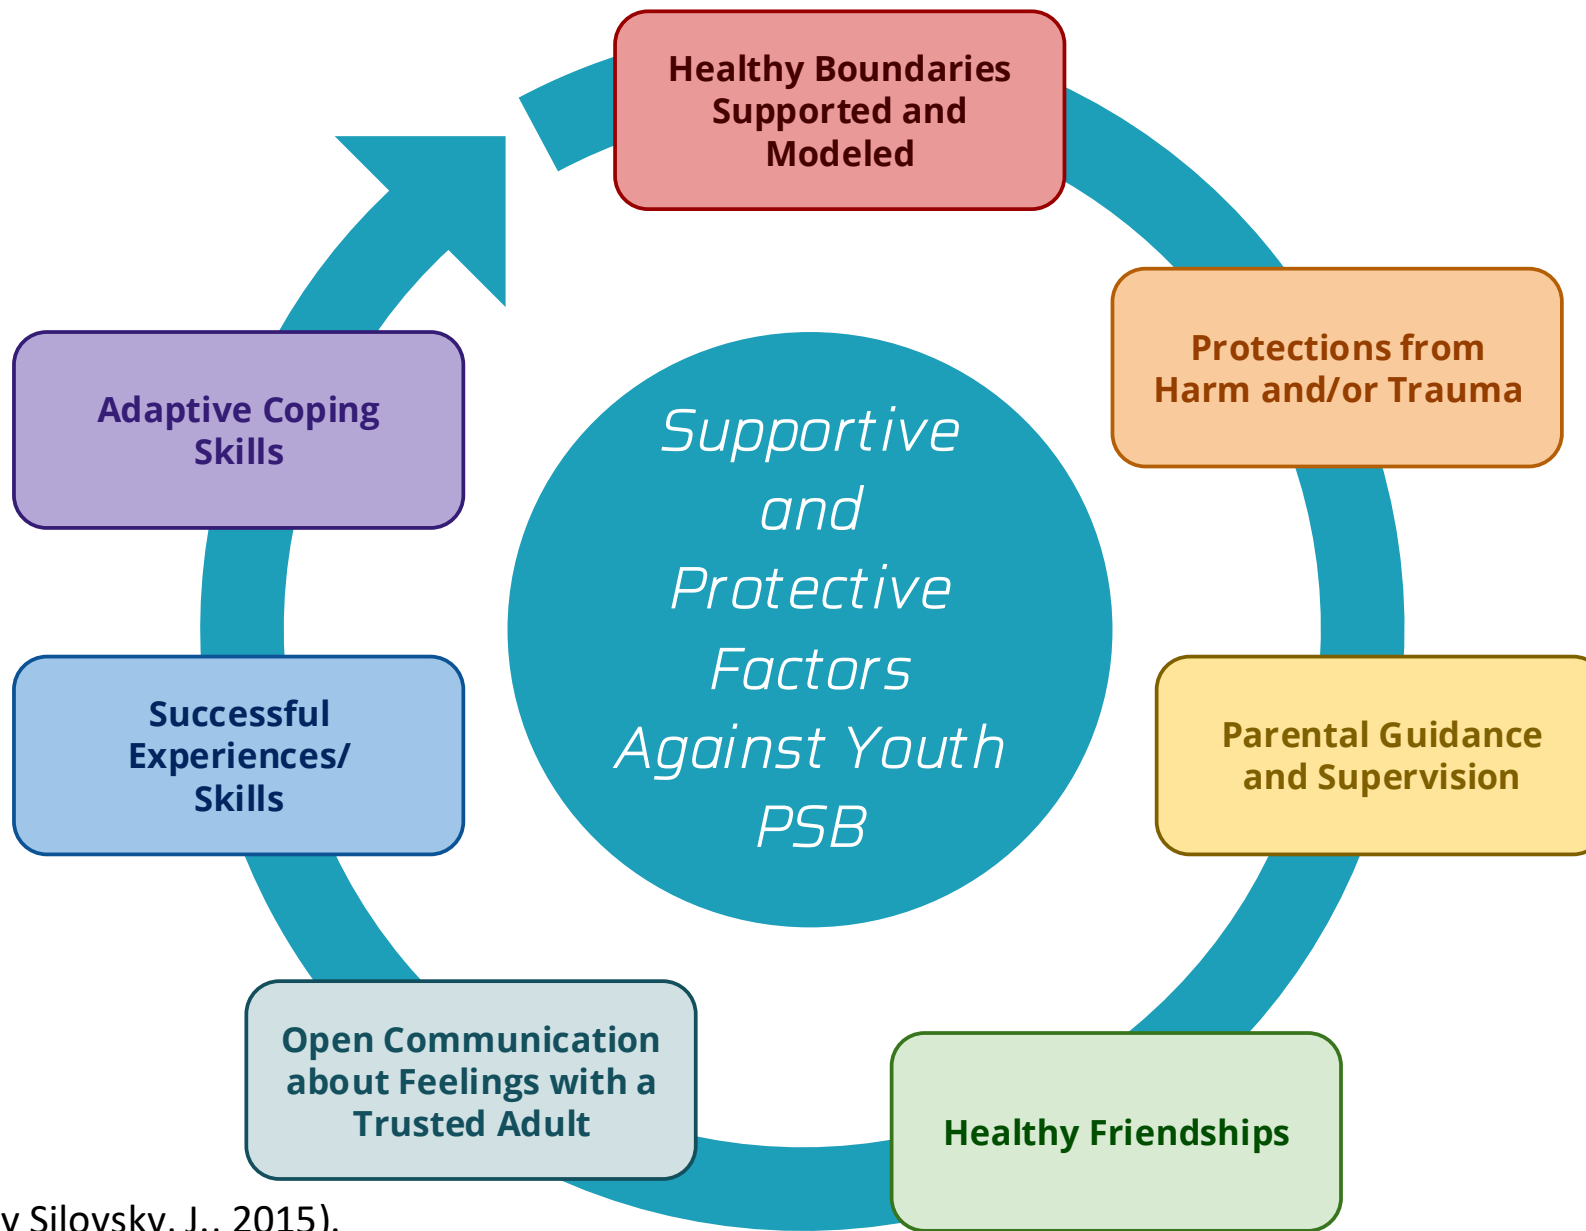 Healthy Boundaries
Supported and
Modeled
Protections from
Harm and/or Trauma
Parental Guidance
and Supervision
Healthy Friendships
Open Communication
about Feelings with a
Trusted Adult
Successful
Experiences/
Skills
Adaptive Coping
Skills
Supportive
and
Protective
Factors
Against Youth
PSB
y Silovsky, J., 2015).